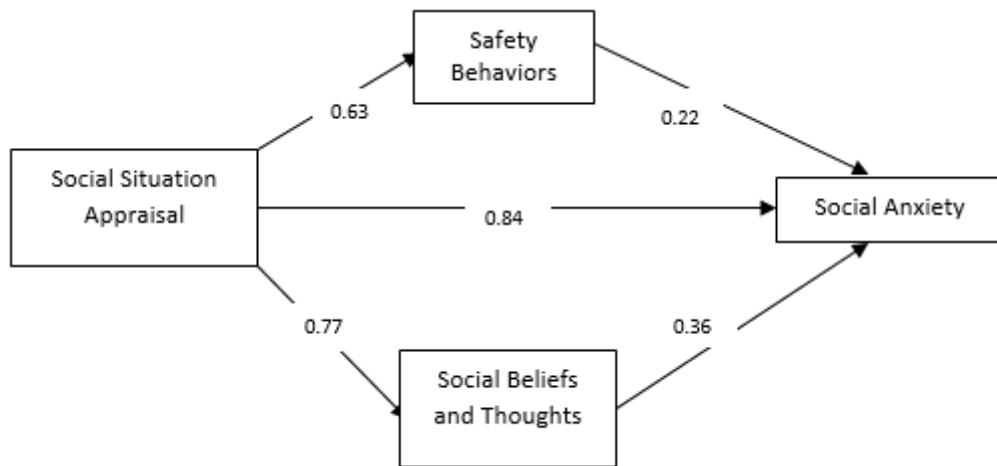 Safety
Behaviors
0.63
0.22
Social Situation
Appraisal
0.84
Social Anxiety
0.77
0.36
Social Beliefs
and Thoughts